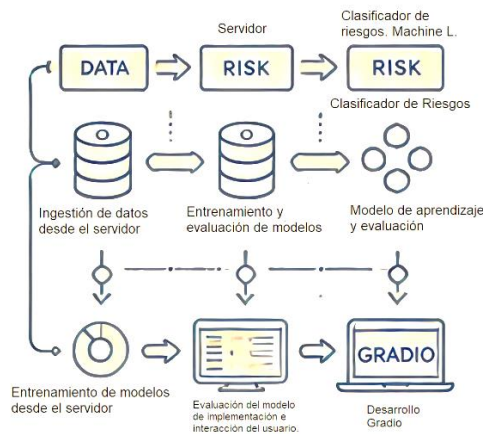 Servidor
Clasificador de
riesgos. Machine L.
DATA
RISK
RISK
Clasificador de Riesgos
Ingestión de datos
desde el servidor
Entrenamiento y
evaluación de modelos
Modelo de aprendizaje
y evaluación
GRADIO
Entrenamiento de modelos
desde el servidor
Evaluación del modelo
de implementación e
interacción del usuario.
Desarrollo
Gradio